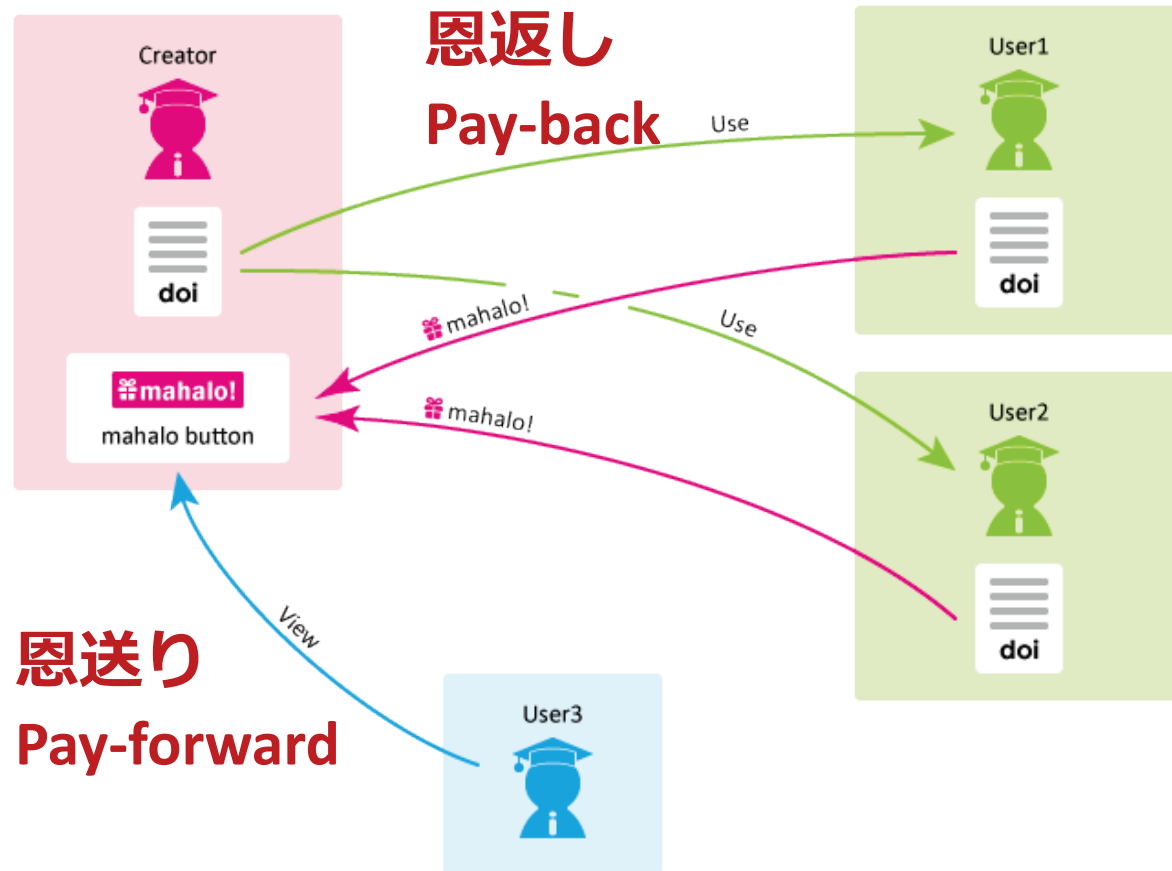 Creator
恩返し
Pay-back
User1
Use
doi
doi
mahalo!
Use
mahalo!
mahalo button
mahalo!
User2
doi
View
恩送り
Pay-forward
User3